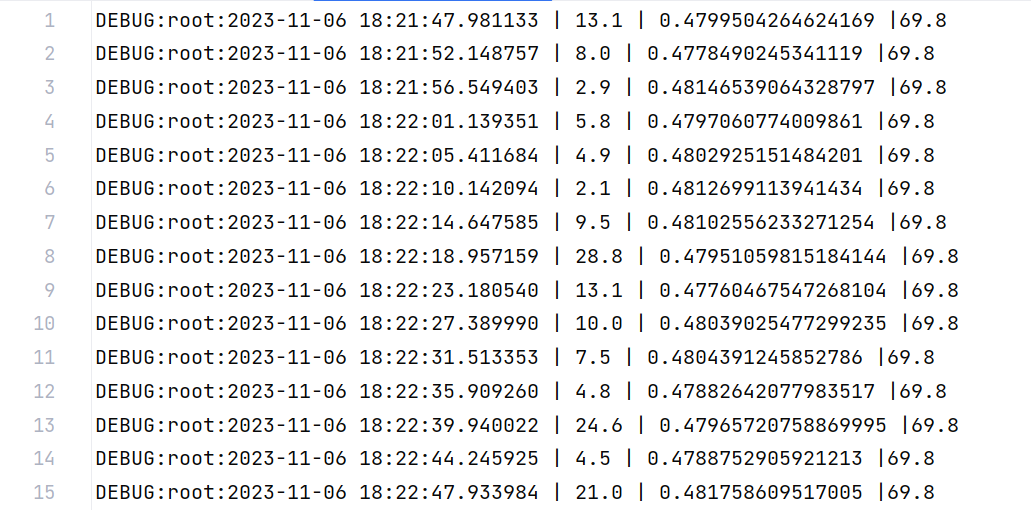 1 DEBUG:root:2023-11-06 18:21:47.981133 | 13.1 | 0.4799504264624169 |69.8
2 DEBUG:root:2023-11-06 18:21:52.148757 | 8.0 | 0.4778490245341119 |69.8
3 DEBUG:root:2023-11-06 18:21:56.549403 | 2.9 | 0.48146539064328797 |69.8
4 DEBUG:root:2023-11-06 18:22:01.139351 | 5.8 | 0.4797060774009861 |69.8
5 DEBUG:root:2023-11-06 18:22:05.411684 | 4.9 | 0.4802925151484201 |69.8
6 DEBUG:root:2023-11-06 18:22:10.142094 | 2.1 | 0.4812699113941434 |69.8
7 DEBUG:root:2023-11-06 18:22:14.647585 | 9.5 | 0.48102556233271254 |69.8
8 DEBUG:root:2023-11-06 18:22:18.957159 | 28.8 | 0.47951059815184144 |69.8
9 DEBUG:root:2023-11-06 18:22:23.180540 | 13.1 | 0.47760467547268104 |69.8
10 DEBUG:root:2023-11-06 18:22:27.389990 | 10.0 | 0.48039025477299235 |69.8
11 DEBUG:root:2023-11-06 18:22:31.513353 | 7.5 | 0.4804391245852786 |69.8
12 DEBUG:root:2023-11-06 18:22:35.909260 | 4.8 | 0.47882642077983517 |69.8
13 DEBUG:root:2023-11-06 18:22:39.940022 | 24.6 | 0.47965720758869995 |69.8
14 DEBUG:root:2023-11-06 18:22:44.245925 | 4.5 | 0.4788752905921213 |69.8
15 DEBUG:root:2023-11-06 18:22:47.933984 | 21.0 | 0.481758609517005 |69.8